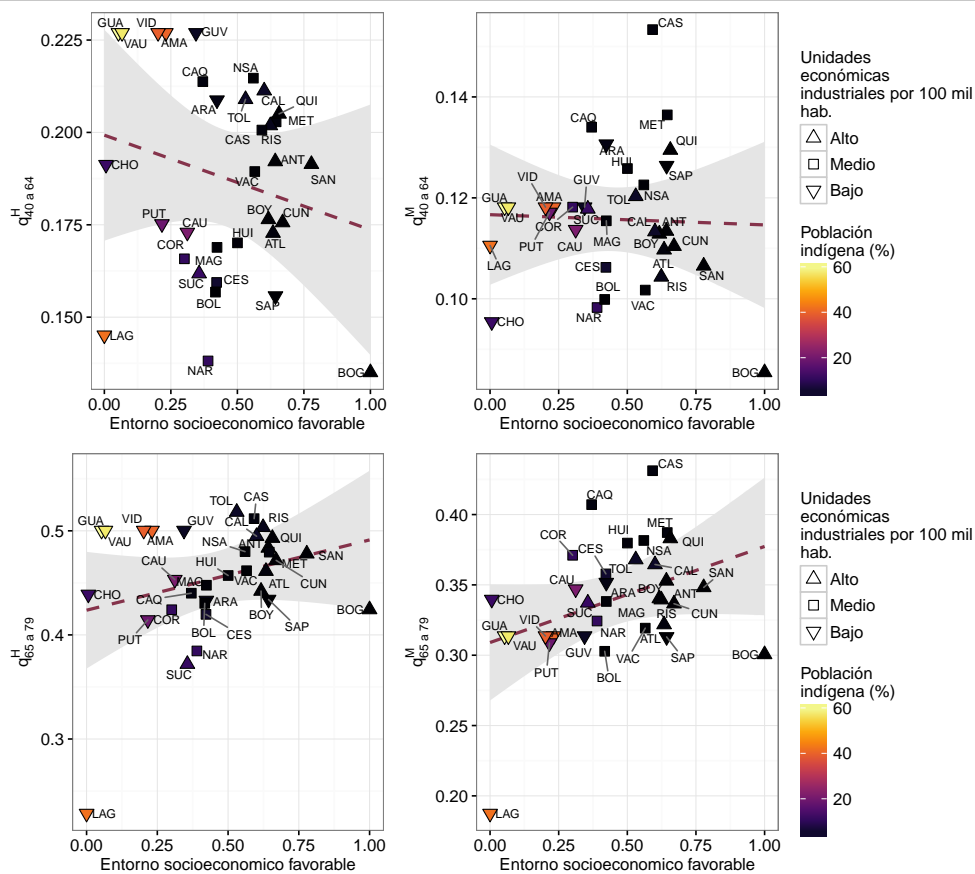 GUA VID
VAU AMA GUV
CAQ NSA
ARA TOL CAL QUI
CAS RIS MET
CHO VAC ANT SAN
PUT CAU BOY CUN
COR HUI ATL
MAG
SUC CES
BOL SAP
LAG
NAR BOG
0.225
0.200
0.175
0.150
q H 40 a 64
0.00 0.25 0.50 0.75 1.00
Entorno socioeconomico favorable
CAS
CAQ MET
ARA QUI
HUI SAP
VID GUV
GUA VAU TOL NSA
COR SUC CAL ANT
PUT CAU MAG BOY CUN
LAG CES ATL RIS SAN
BOL VAC
CHO NAR
BOG
0.14
0.12
0.10
q M 40 a 64
0.00 0.25 0.50 0.75 1.00
Entorno socioeconomico favorable
Unidades
económicas
industriales por 100 mil
hab.
Alto
Medio
Bajo
Población
indígena (%)
60
40
20
TOL CAS
GUA VID GUV CAL RIS
VAU AMA NSA ANT QUI
CAU HUI SAN
MAG VAC MET
CHO CAQ ARA ATL CUN
PUT COR BOL CES BOY SAP BOG
SUC NAR
LAG
0.5
0.4
0.3
q H 65 a 79
0.00 0.25 0.50 0.75 1.00
Entorno socioeconomico favorable
CAS
CAQ
HUI MET
COR CES QUI
TOL NSA CAL
CAU ARA BOY SAN
CHO SUC MAG ANT
GUA VID AMA NAR RIS CUN
VAU GUV ATL
PUT BOL VAC SAP BOG
LAG
0.40
0.35
0.30
0.25
0.20
q M 65 a 79
0.00 0.25 0.50 0.75 1.00
Entorno socioeconomico favorable
Unidades
económicas
industriales por 100 mil
hab.
Alto
Medio
Bajo
Población
indígena (%)
60
40
20